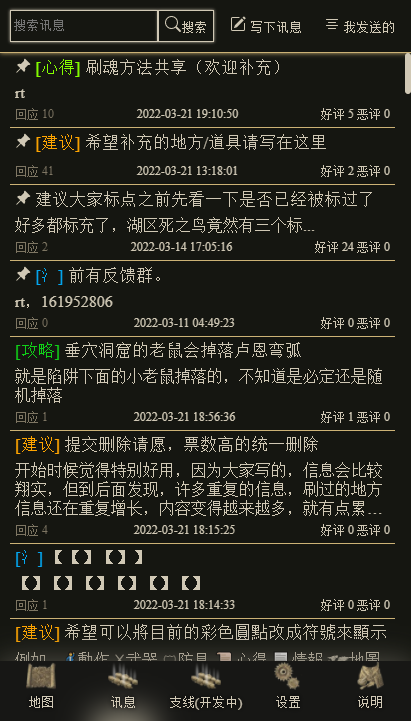 搜索讯息 搜索 写下讯息 我发送的
[心得] 刷魂方法共享（欢迎补充）
rt
回应 10 2022-03-21 19:10:50 好评 5 恶评 0
[建议] 希望补充的地方/道具请写在这里
回应 41 2022-03-21 13:18:01 好评 2 恶评 0
建议大家标点之前先看一下是否已经被标过了
好多都标充了，湖区死之鸟竟然有三个标...
回应 2 2022-03-14 17:05:16 好评 24 恶评 0
[氵] 前有反馈群。
rt，161952806
回应 0 2022-03-11 04:49:23 好评 0 恶评 0
[攻略] 垂穴洞窟的老鼠会掉落卢恩弯弧
就是陷阱下面的小老鼠掉落的，不知道是必定还是随
机掉落
回应 1 2022-03-21 18:56:36 好评 1 恶评 0
[建议] 提交删除请愿，票数高的统一删除
开始时候觉得特别好用，因为大家写的，信息会比较
翔实，但到后面发现，许多重复的信息，刷过的地方
信息还在重复增长，内容变得越来越多，就有点累...
回应 4 2022-03-21 18:15:25 好评 0 恶评 0
[氵] 【 【】 【】】
【】 【】 【】 【】 【】 【】
回应 1 2022-03-21 18:14:33 好评 0 恶评 0
[建议] 希望可以將目前的彩色圓點改成符號來顯示
例如 動作 武器 防具 心得 情報 地圖
地图 讯息 支线(开发中) 设置 说明